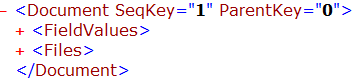 - <Document SeqKey="1" ParentKey="0">
+ <FieldValues>
+ <Files>
</Document>